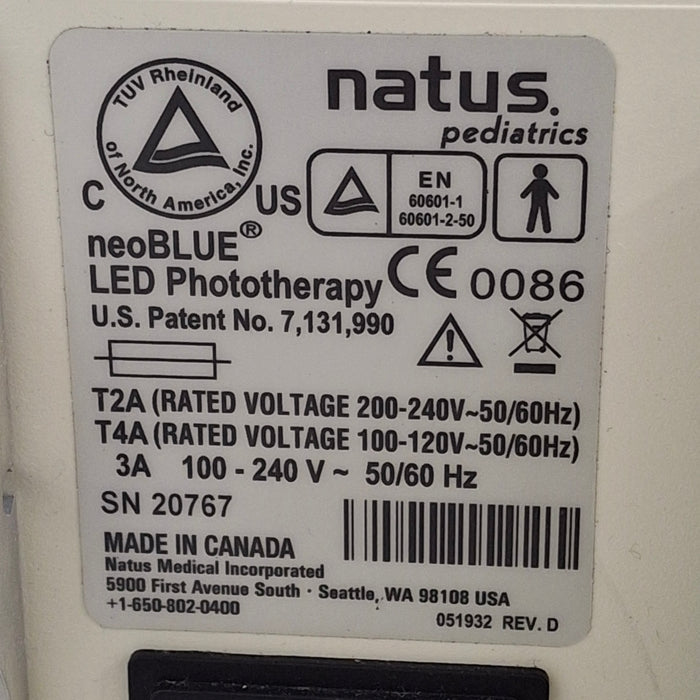 TUV Rheinland
of North America, Inc.
C US
natus.
pediatrics
EN
60601-1
60601-2-50
neoBLUE®
LED Phototherapy
CE 0086
U.S. Patent No. 7,131,990
T2A (RATED VOLTAGE 200-240V~50/60Hz)
T4A (RATED VOLTAGE 100-120V~50/60Hz)
3A 100 - 240 V ~ 50/60 Hz
SN 20767
MADE IN CANADA
Natus Medical Incorporated
5900 First Avenue South · Seattle, WA 98108 USA
+1-650-802-0400
051932 REV. D